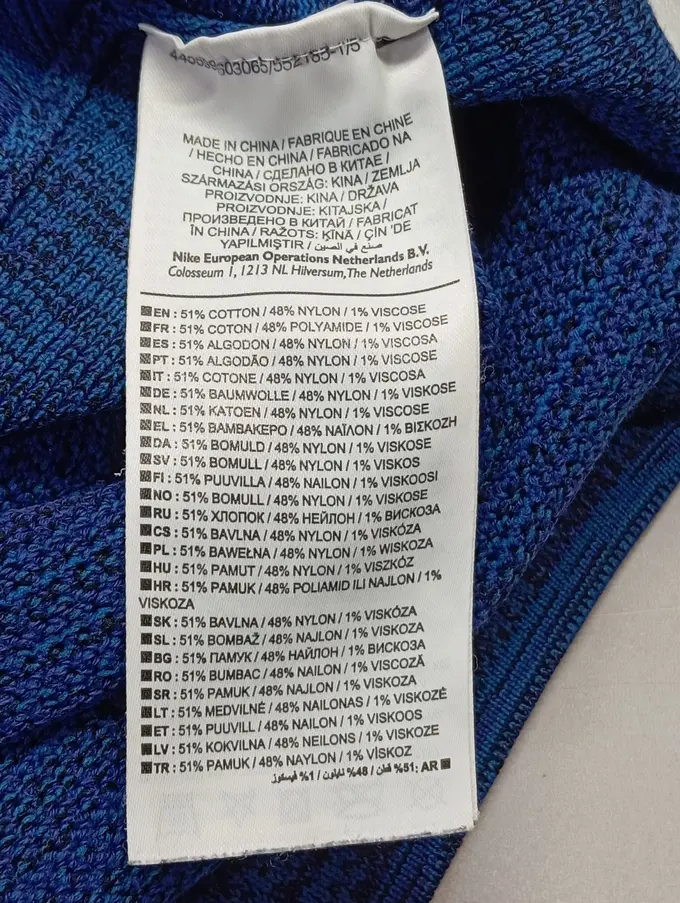 MADE IN CHINA / FABRIQUE EN CHINE
/ HECHO EN CHINA / FABRICADO NA
CHINA / СДЕЛАНО В КИТАЕ /
SZÁRMAZÁSI ORSZÁG: KINA / ZEMLJA
PROIZVODNJE: KINA / DRŽAVA
PROIZVODNJE: KITAJSKA /
ПРОИЗВЕДЕНО В КИТАЙ / FABRICAT
ÎN CHINA / RAŽOTS: ĶĪNĀ / ÇİN 'DE
YAPILMIŞTIR / صنع في الصين
Nike European Operations Netherlands B.V.
Colosseum 1, 1213 NL Hilversum, The Netherlands
EN : 51% COTTON / 48% NYLON / 1% VISCOSE
FR : 51% COTON / 48% POLYAMIDE / 1% VISCOSE
ES : 51% ALGODON / 48% NYLON / 1% VISCOSA
PT : 51% ALGODÃO / 48% NYLON / 1% VISCOSE
IT : 51% COTONE / 48% NYLON / 1% VISCOSA
DE : 51% BAUMWOLLE / 48% NYLON / 1% VISKOSE
NL : 51% KATOEN / 48% NYLON / 1% VISCOSE
EL : 51% ΒΑΜΒΑΚΕΡΟ / 48% ΝΑΪΛΟΝ / 1% ΒΙΣΚΟΖΗ
DA : 51% BOMULD / 48% NYLON / 1% VISKOSE
SV : 51% BOMULL / 48% NYLON / 1% VISKOS
FI : 51% PUUVILLA / 48% NAILON / 1% VISKOOSI
NO : 51% BOMULL / 48% NYLON / 1% VISKOSE
RU : 51% ХЛОПОК / 48% НЕЙЛОН / 1% ВИСКОЗА
CS : 51% BAVLNA / 48% NYLON / 1% VISKÓZA
PL : 51% BAWEŁNA / 48% NYLON / 1% WISKOZA
HU : 51% PAMUT / 48% NYLON / 1% VISZKÓZ
HR : 51% PAMUK / 48% POLIAMID ILI NAJLON / 1%
VISKOZA
SK : 51% BAVLNA / 48% NYLON / 1% VISKÓZA
SL : 51% BOMBAŽ / 48% NAJLON / 1% VISKOZA
BG : 51% ПАМУК / 48% НАЙЛОН / 1% ВИСКОЗА
RO : 51% BUMBAC / 48% NAILON / 1% VISCOZĂ
SR : 51% PAMUK / 48% NAJLON / 1% VISKOZA
LT : 51% MEDVILNĖ / 48% NAILONAS / 1% VISKOZĖ
ET : 51% PUUVILL / 48% NAILON / 1% VISKOOS
LV : 51% KOKVILNA / 48% NEILONS / 1% VISKOZE
TR : 51% PAMUK / 48% NAYLON / 1% VİSKOZ
AR :51% قطن / 48% نايلون / 1% فيسكوز